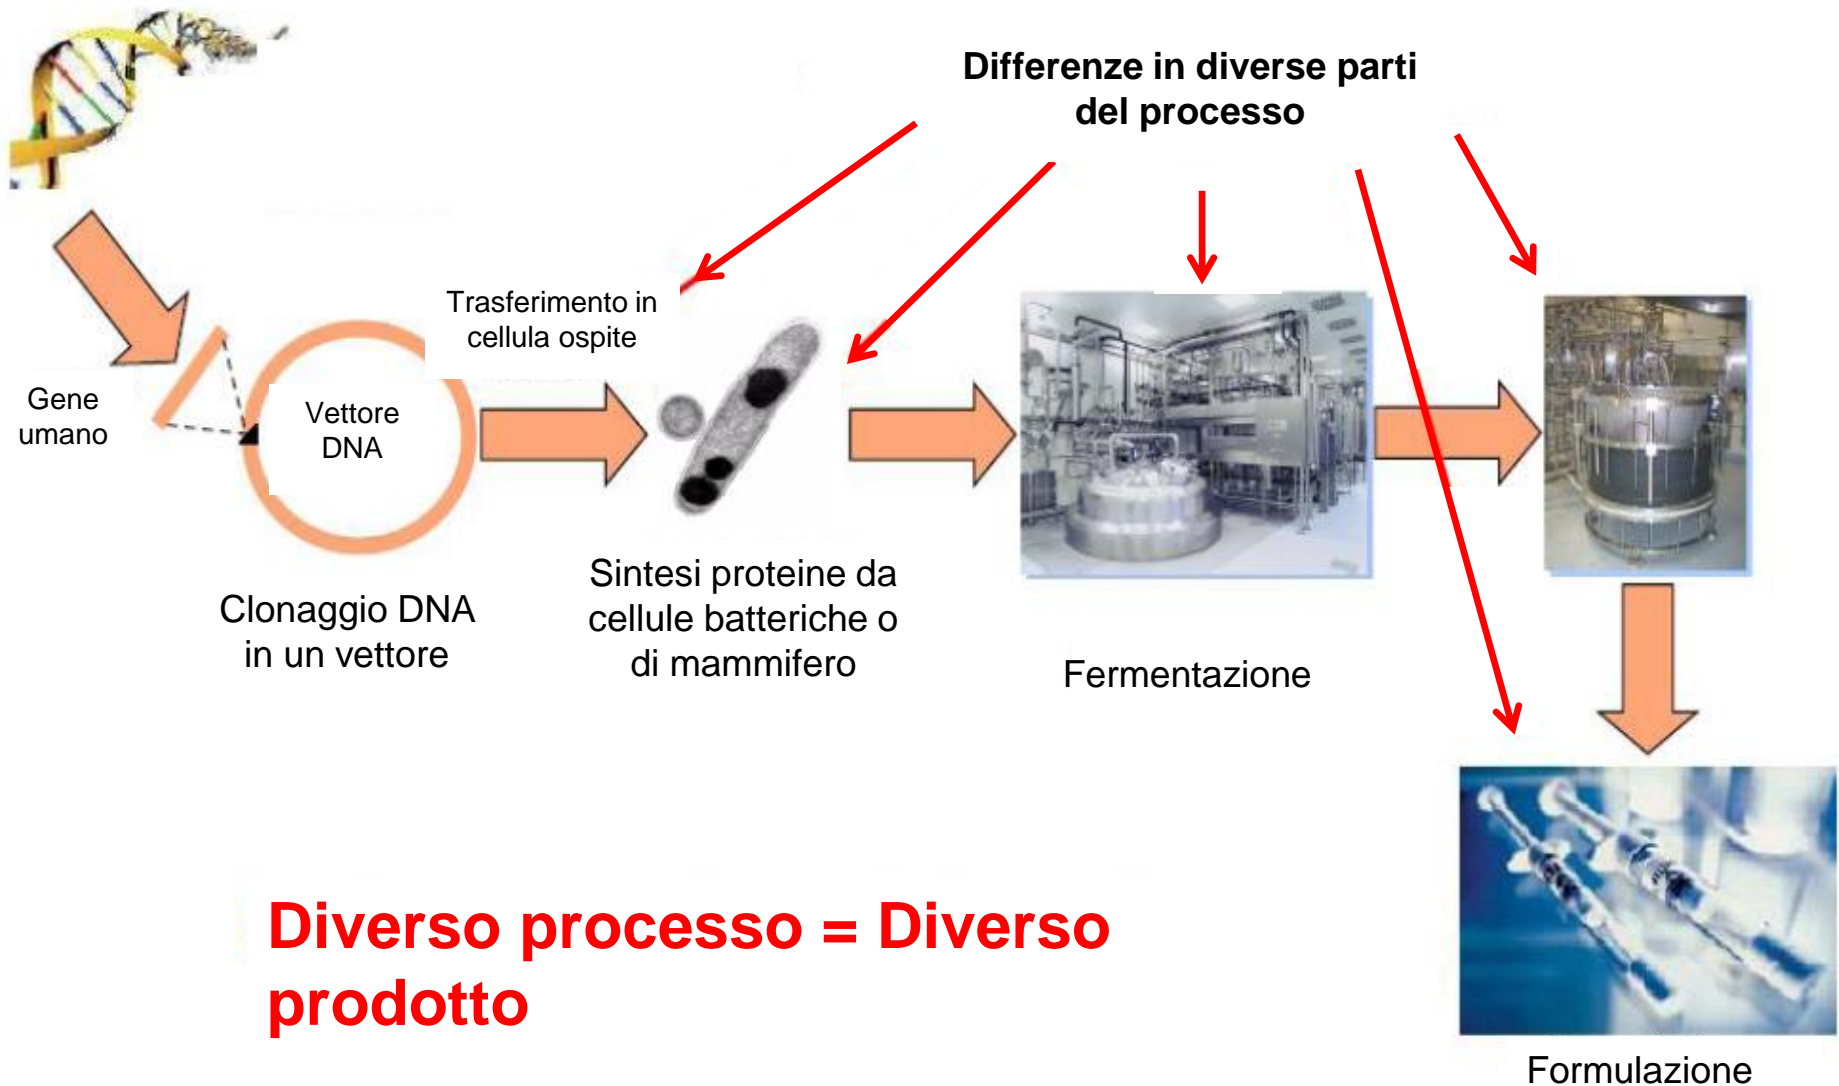 Differenze in diverse parti
del processo
Trasferimento in
cellula ospite
Gene
umano
Vettore
DNA
Clonaggio DNA
in un vettore
Sintesi proteine da
cellule batteriche o
di mammifero
Fermentazione
Diverso processo = Diverso
prodotto
Formulazione